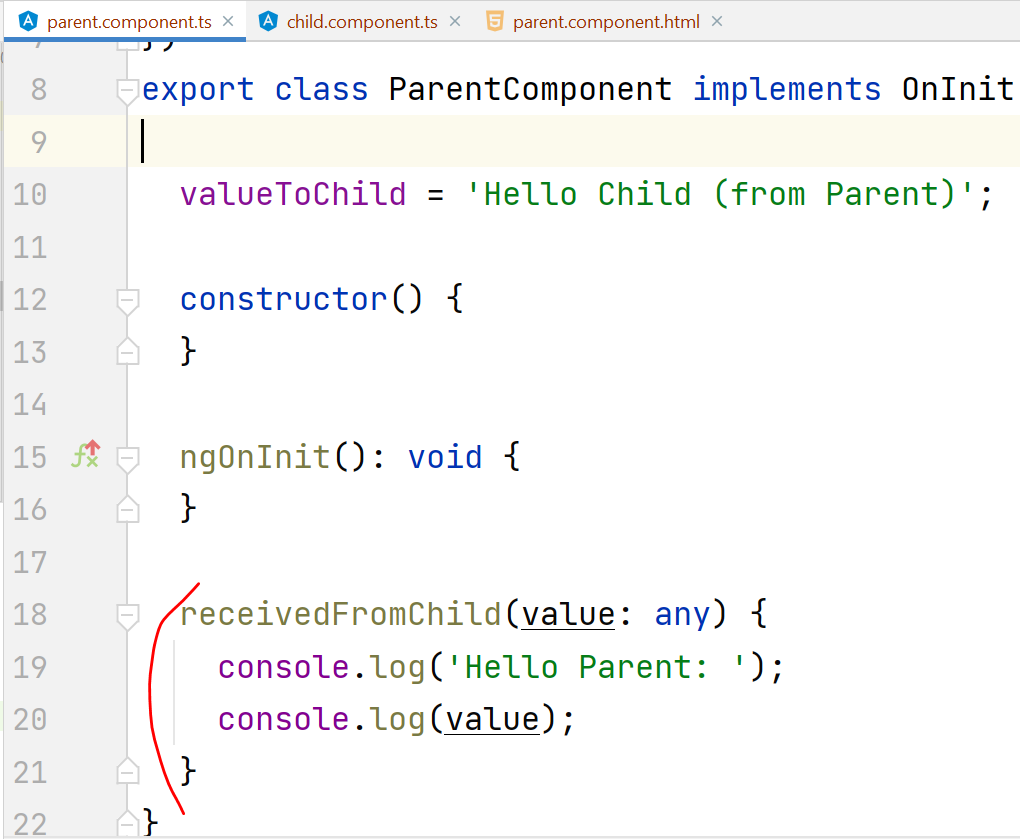 parent.component.ts × child.component.ts × parent.component.html ×
})
8 export class ParentComponent implements OnInit
9
10 valueToChild = 'Hello Child (from Parent)';
11
12 constructor() {
13 }
14
15 ngOnInit(): void {
16 }
17
18 receivedFromChild(value: any) {
19 console.log('Hello Parent: ');
20 console.log(value);
21 }
22 }